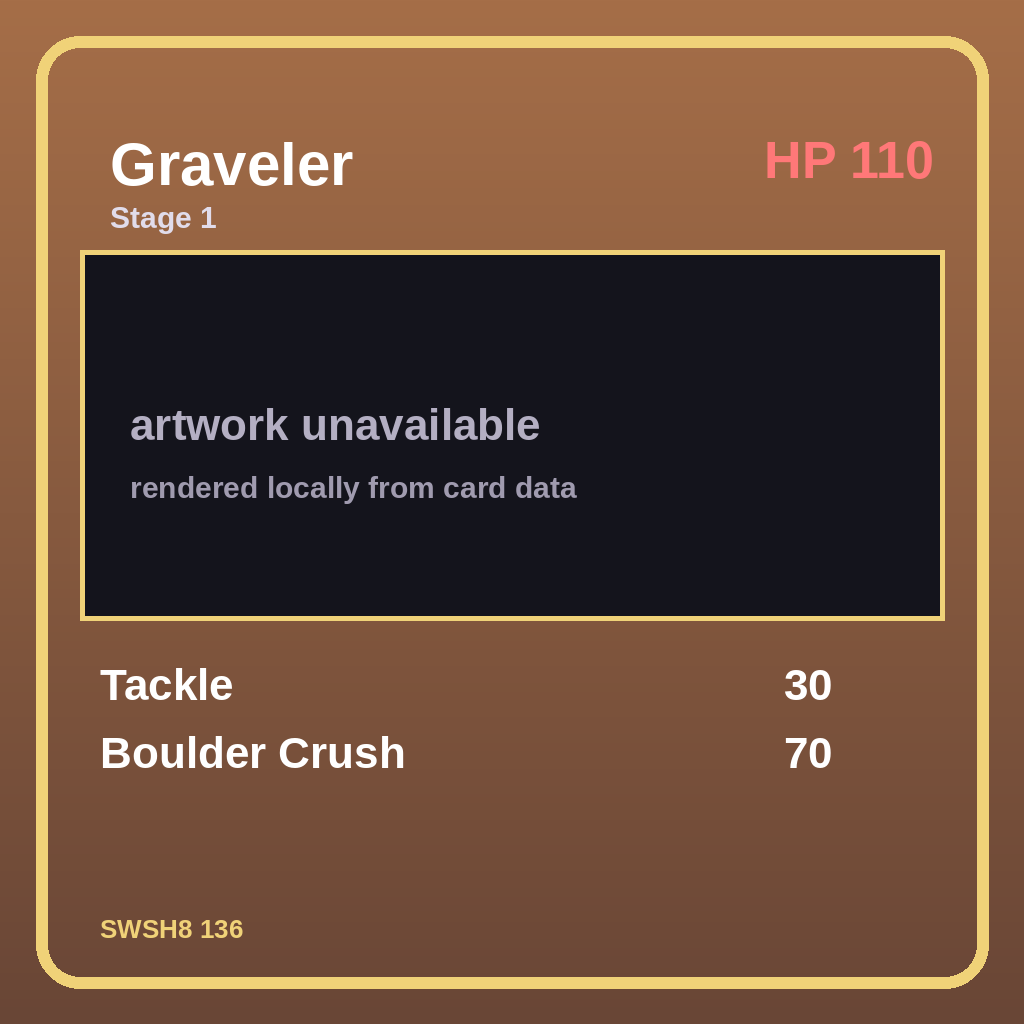 Graveler
HP 110
Stage 1
artwork unavailable
rendered locally from card data
Tackle 30
Boulder Crush 70
SWSH8 136